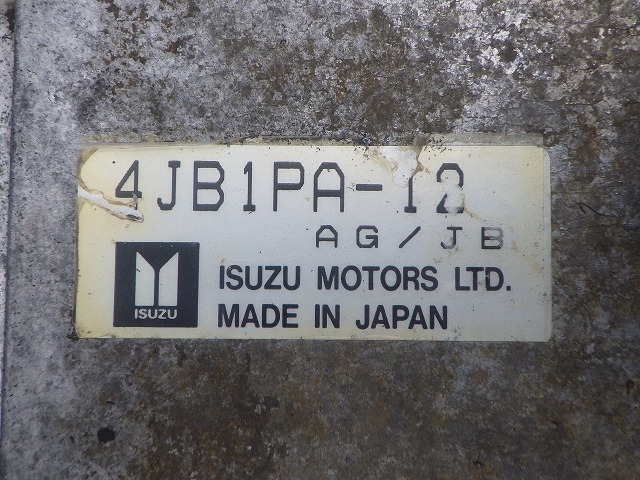 4JB1PA-12
AG/JB
ISUZU
ISUZU MOTORS LTD.
MADE IN JAPAN